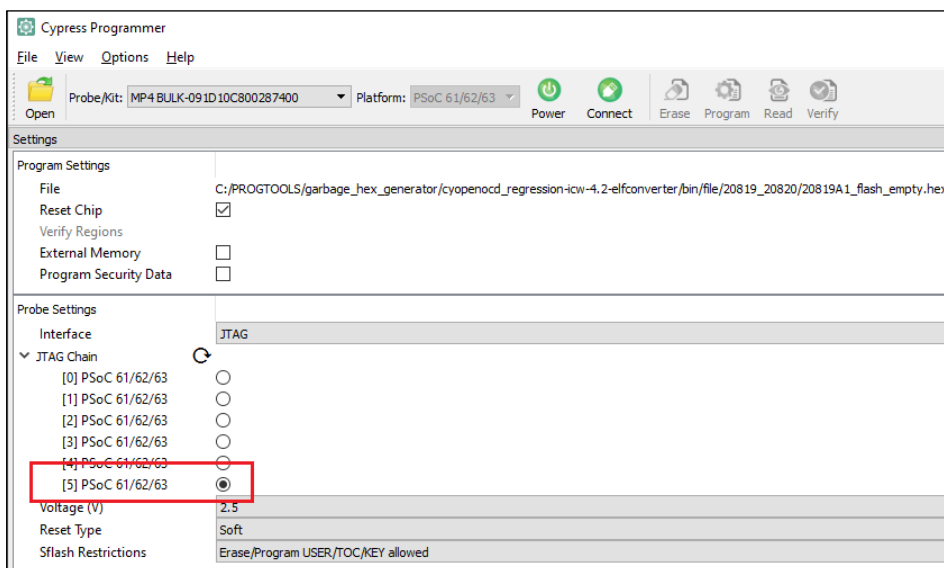 Cypress Programmer
File View Options Help
Open Probe/Kit: MP4 BULK-091D10C800287400 Platform: PSoC 61/62/63 Power Connect Erase Program Read Verify
Settings
Program Settings
File C:/PROGTOOLS/garbage_hex_generator/cyopenocd_regression-icw-4.2-elfconverter/bin/file/20819_20820/20819A1_flash_empty.hex
Reset Chip
Verify Regions
External Memory
Program Security Data
Probe Settings
Interface JTAG
JTAG Chain
[0] PSoC 61/62/63
[1] PSoC 61/62/63
[2] PSoC 61/62/63
[3] PSoC 61/62/63
[4] PSoC 61/62/63
[5] PSoC 61/62/63
Voltage (V) 2.5
Reset Type Soft
Sflash Restrictions Erase/Program USER/TOC/KEY allowed